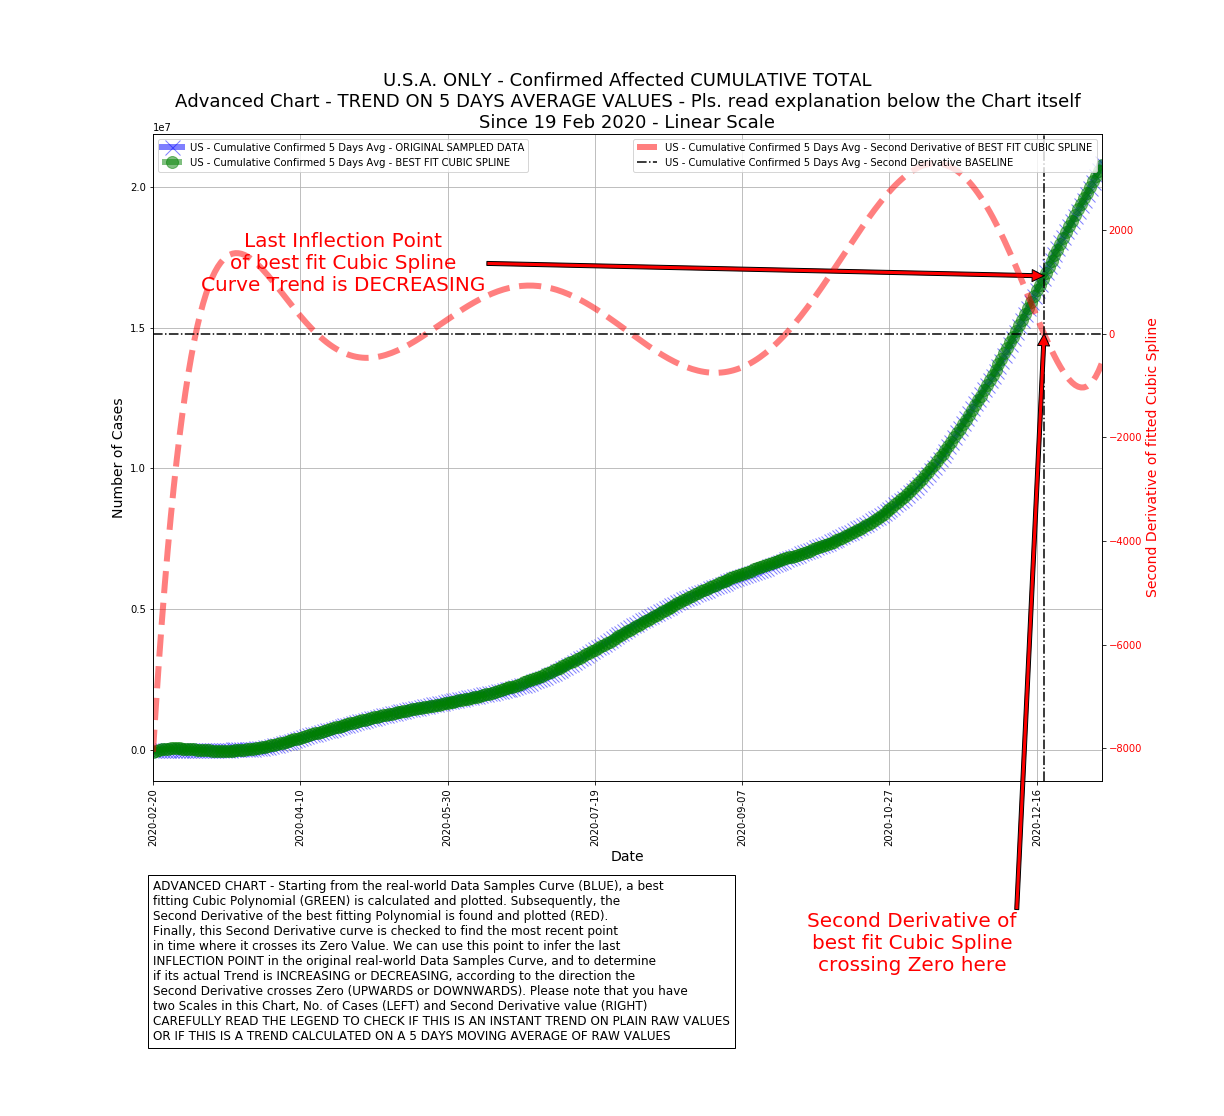 U.S.A. ONLY - Confirmed Affected CUMULATIVE TOTAL
Advanced Chart - TREND ON 5 DAYS AVERAGE VALUES - Pls. read explanation below the Chart itself
Since 19 Feb 2020 - Linear Scale
1e7
US - Cumulative Confirmed 5 Days Avg - ORIGINAL SAMPLED DATA
US - Cumulative Confirmed 5 Days Avg - BEST FIT CUBIC SPLINE
US - Cumulative Confirmed 5 Days Avg - Second Derivative of BEST FIT CUBIC SPLINE
US - Cumulative Confirmed 5 Days Avg - Second Derivative BASELINE
Last Inflection Point
of best fit Cubic Spline
Curve Trend is DECREASING
2.0
1.5
1.0
0.5
0.0
Number of Cases
2000
0
−2000
−4000
−6000
−8000
Second Derivative of fitted Cubic Spline
2020-02-20
2020-04-10
2020-05-30
2020-07-19
2020-09-07
2020-10-27
2020-12-16
Date
ADVANCED CHART - Starting from the real-world Data Samples Curve (BLUE), a best
fitting Cubic Polynomial (GREEN) is calculated and plotted. Subsequently, the
Second Derivative of the best fitting Polynomial is found and plotted (RED).
Finally, this Second Derivative curve is checked to find the most recent point
in time where it crosses its Zero Value. We can use this point to infer the last
INFLECTION POINT in the original real-world Data Samples Curve, and to determine
if its actual Trend is INCREASING or DECREASING, according to the direction the
Second Derivative crosses Zero (UPWARDS or DOWNWARDS). Please note that you have
two Scales in this Chart, No. of Cases (LEFT) and Second Derivative value (RIGHT)
CAREFULLY READ THE LEGEND TO CHECK IF THIS IS AN INSTANT TREND ON PLAIN RAW VALUES
OR IF THIS IS A TREND CALCULATED ON A 5 DAYS MOVING AVERAGE OF RAW VALUES
Second Derivative of
best fit Cubic Spline
crossing Zero here